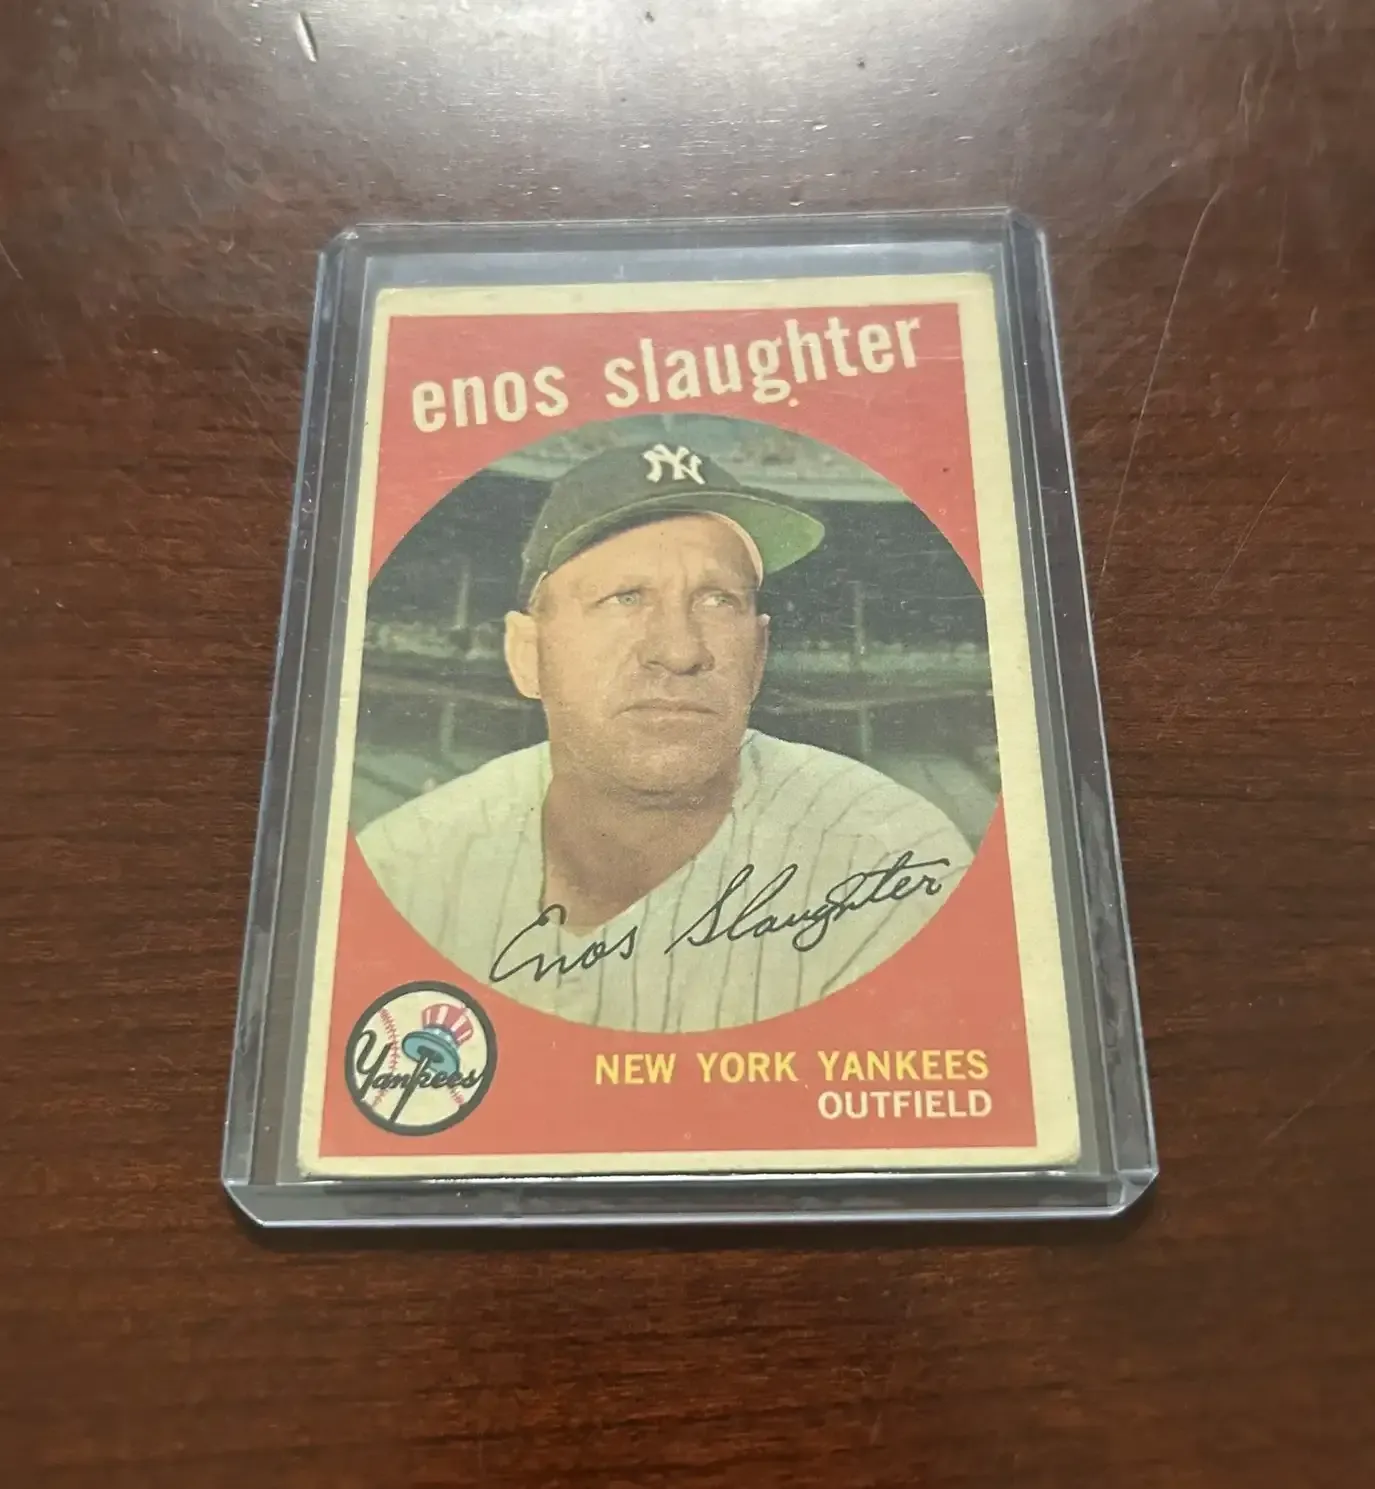 enos slaughter
NY
Enos Slaughter
Yankees
NEW YORK YANKEES
OUTFIELD